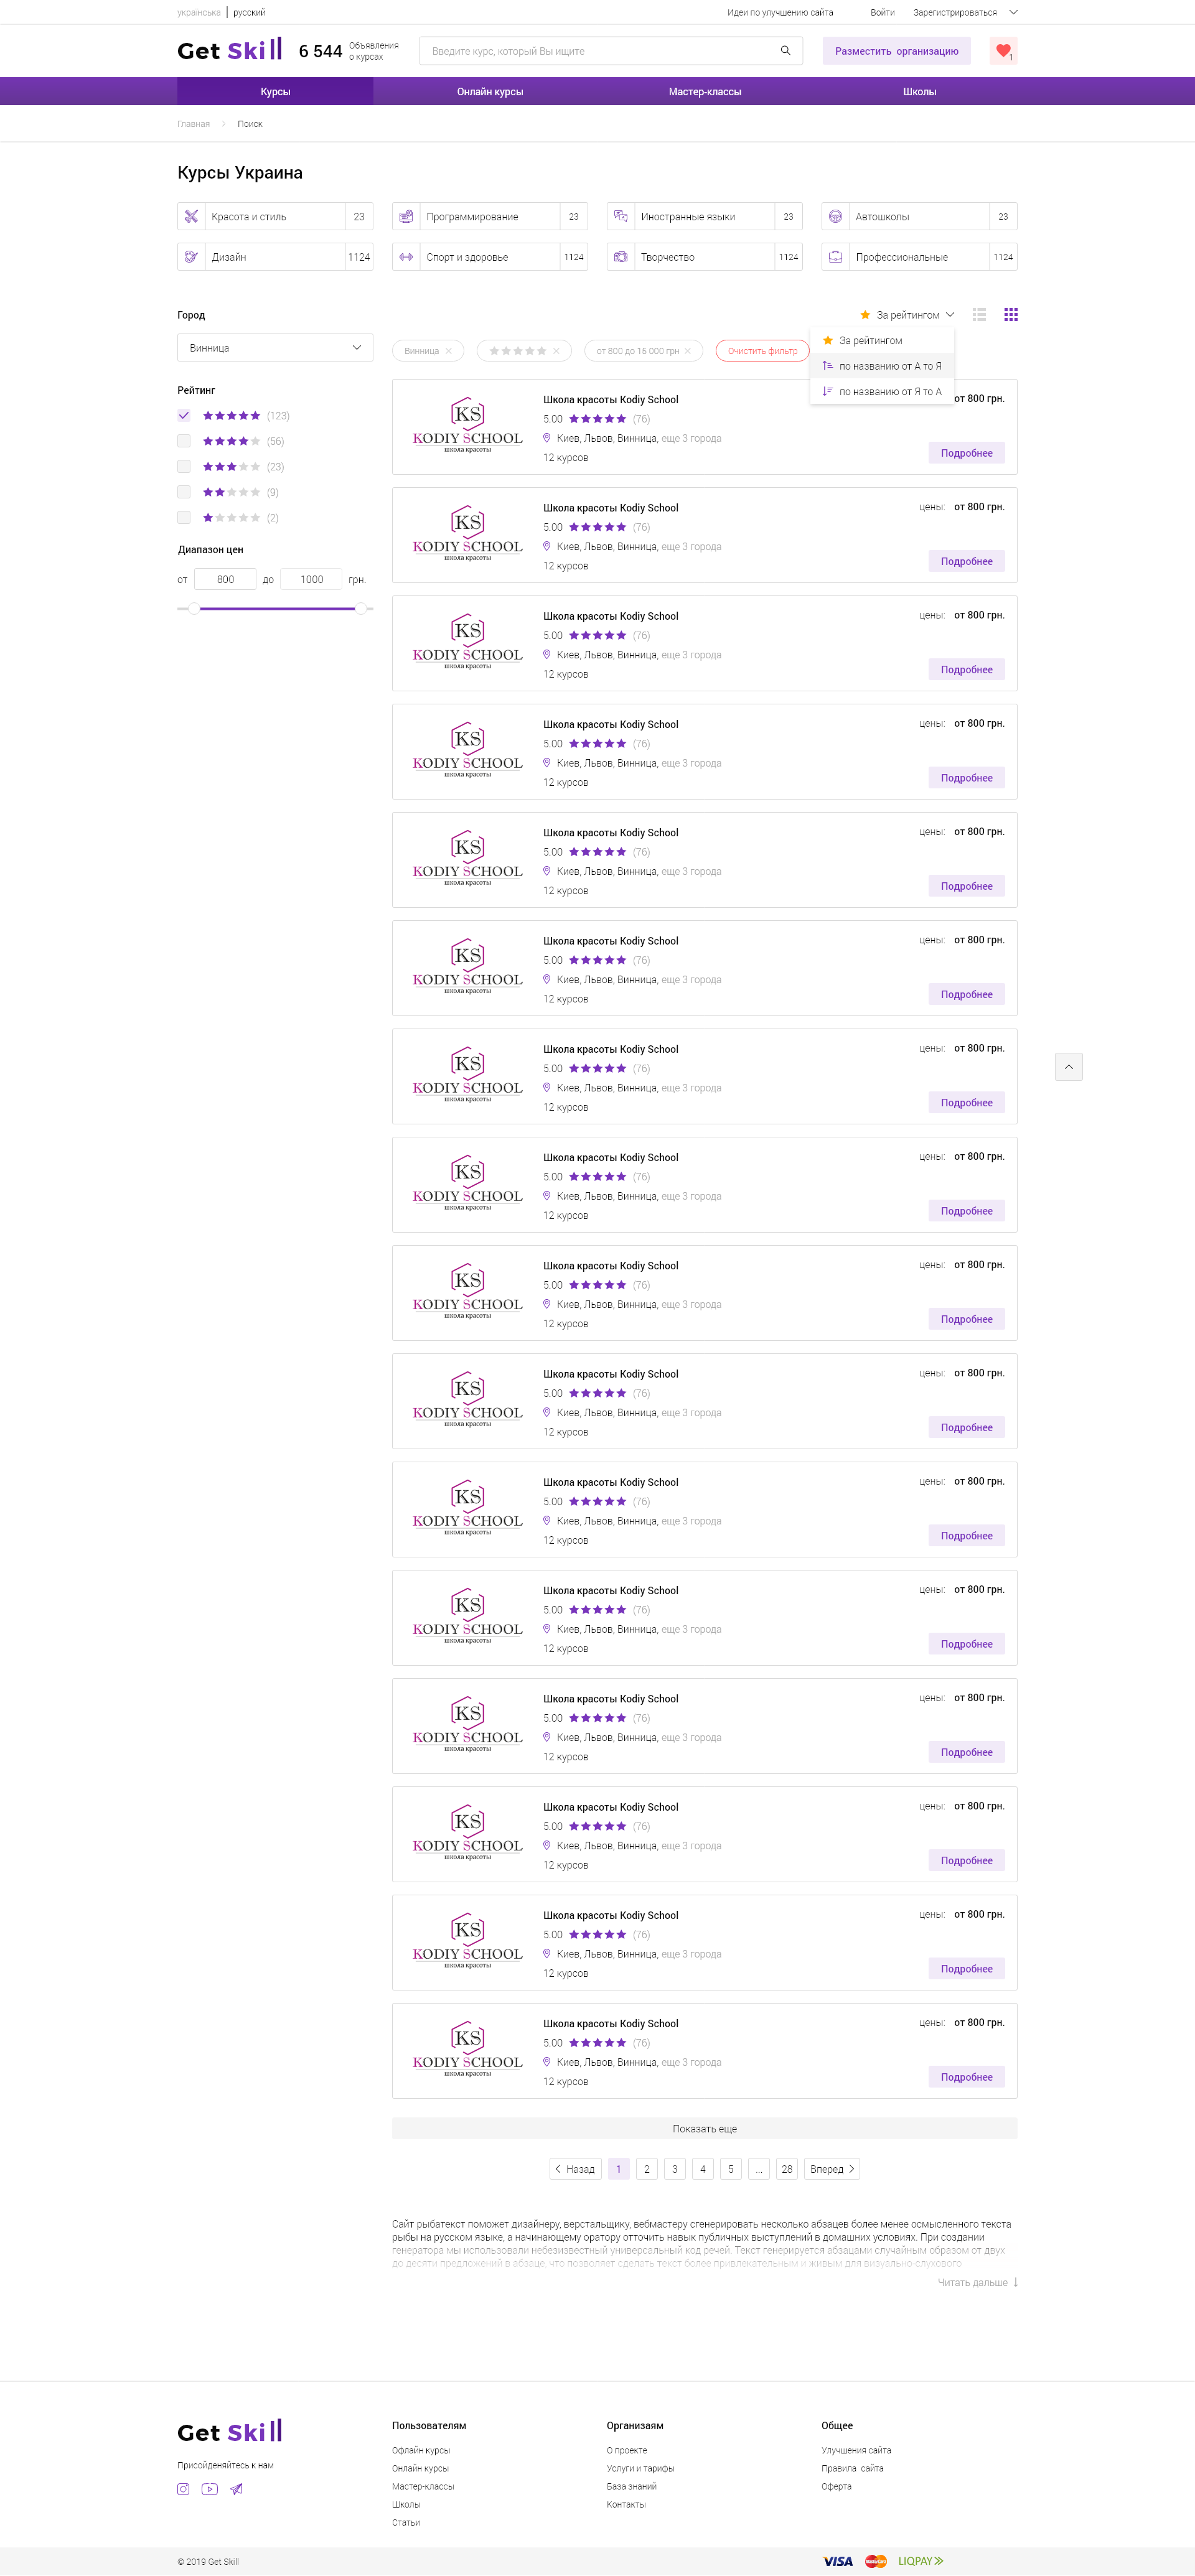 українська | русский
Идеи по улучшению сайта
Войти
Зарегистрироваться
Get Skill
6 544
Объявления
о курсах
Введите курс, который Вы ищите
Разместить организацию
1
Курсы
Онлайн курсы
Мастер-классы
Школы
Главная
Поиск
Курсы Украина
Красота и стиль 23
Программирование 23
Иностранные языки 23
Автошколы 23
Дизайн 1124
Спорт и здоровье 1124
Творчество 1124
Профессиональные 1124
Город
Винница
Рейтинг
(123)
(56)
(23)
(9)
(2)
Диапазон цен
от 800 до 1000 грн.
За рейтингом
За рейтингом
по названию от А то Я
по названию от Я то А
Винница
от 800 до 15 000 грн
Очистить фильтр
KS
KODIY SCHOOL
школа красоты
Школа красоты Kodiy School
от 800 грн.
5.00 (76)
Киев, Львов, Винница, еще 3 города
12 курсов
Подробнее
KS
KODIY SCHOOL
школа красоты
Школа красоты Kodiy School
цены: от 800 грн.
5.00 (76)
Киев, Львов, Винница, еще 3 города
12 курсов
Подробнее
KS
KODIY SCHOOL
школа красоты
Школа красоты Kodiy School
цены: от 800 грн.
5.00 (76)
Киев, Львов, Винница, еще 3 города
12 курсов
Подробнее
KS
KODIY SCHOOL
школа красоты
Школа красоты Kodiy School
цены: от 800 грн.
5.00 (76)
Киев, Львов, Винница, еще 3 города
12 курсов
Подробнее
KS
KODIY SCHOOL
школа красоты
Школа красоты Kodiy School
цены: от 800 грн.
5.00 (76)
Киев, Львов, Винница, еще 3 города
12 курсов
Подробнее
KS
KODIY SCHOOL
школа красоты
Школа красоты Kodiy School
цены: от 800 грн.
5.00 (76)
Киев, Львов, Винница, еще 3 города
12 курсов
Подробнее
KS
KODIY SCHOOL
школа красоты
Школа красоты Kodiy School
цены: от 800 грн.
5.00 (76)
Киев, Львов, Винница, еще 3 города
12 курсов
Подробнее
KS
KODIY SCHOOL
школа красоты
Школа красоты Kodiy School
цены: от 800 грн.
5.00 (76)
Киев, Львов, Винница, еще 3 города
12 курсов
Подробнее
KS
KODIY SCHOOL
школа красоты
Школа красоты Kodiy School
цены: от 800 грн.
5.00 (76)
Киев, Львов, Винница, еще 3 города
12 курсов
Подробнее
KS
KODIY SCHOOL
школа красоты
Школа красоты Kodiy School
цены: от 800 грн.
5.00 (76)
Киев, Львов, Винница, еще 3 города
12 курсов
Подробнее
KS
KODIY SCHOOL
школа красоты
Школа красоты Kodiy School
цены: от 800 грн.
5.00 (76)
Киев, Львов, Винница, еще 3 города
12 курсов
Подробнее
KS
KODIY SCHOOL
школа красоты
Школа красоты Kodiy School
цены: от 800 грн.
5.00 (76)
Киев, Львов, Винница, еще 3 города
12 курсов
Подробнее
KS
KODIY SCHOOL
школа красоты
Школа красоты Kodiy School
цены: от 800 грн.
5.00 (76)
Киев, Львов, Винница, еще 3 города
12 курсов
Подробнее
KS
KODIY SCHOOL
школа красоты
Школа красоты Kodiy School
цены: от 800 грн.
5.00 (76)
Киев, Львов, Винница, еще 3 города
12 курсов
Подробнее
KS
KODIY SCHOOL
школа красоты
Школа красоты Kodiy School
цены: от 800 грн.
5.00 (76)
Киев, Львов, Винница, еще 3 города
12 курсов
Подробнее
KS
KODIY SCHOOL
школа красоты
Школа красоты Kodiy School
цены: от 800 грн.
5.00 (76)
Киев, Львов, Винница, еще 3 города
12 курсов
Подробнее
Показать еще
Назад 1 2 3 4 5 ... 28 Вперед
Сайт рыбатекст поможет дизайнеру, верстальщику, вебмастеру сгенерировать несколько абзацев более менее осмысленного текста
рыбы на русском языке, а начинающему оратору отточить навык публичных выступлений в домашних условиях. При создании
генератора мы использовали небезизвестный универсальный код речей. Текст генерируется абзацами случайным образом от двух
до десяти предложений в абзаце, что позволяет сделать текст более привлекательным и живым для визуально-слухового
Читать дальше
Get Skill
Присойденяйтесь к нам
Пользователям
Офлайн курсы
Онлайн курсы
Мастер-классы
Школы
Статьи
Организаям
О проекте
Услуги и тарифы
База знаний
Контакты
Общее
Улучшения сайта
Правила сайта
Оферта
© 2019 Get Skill
VISA
MasterCard
LIQPAY